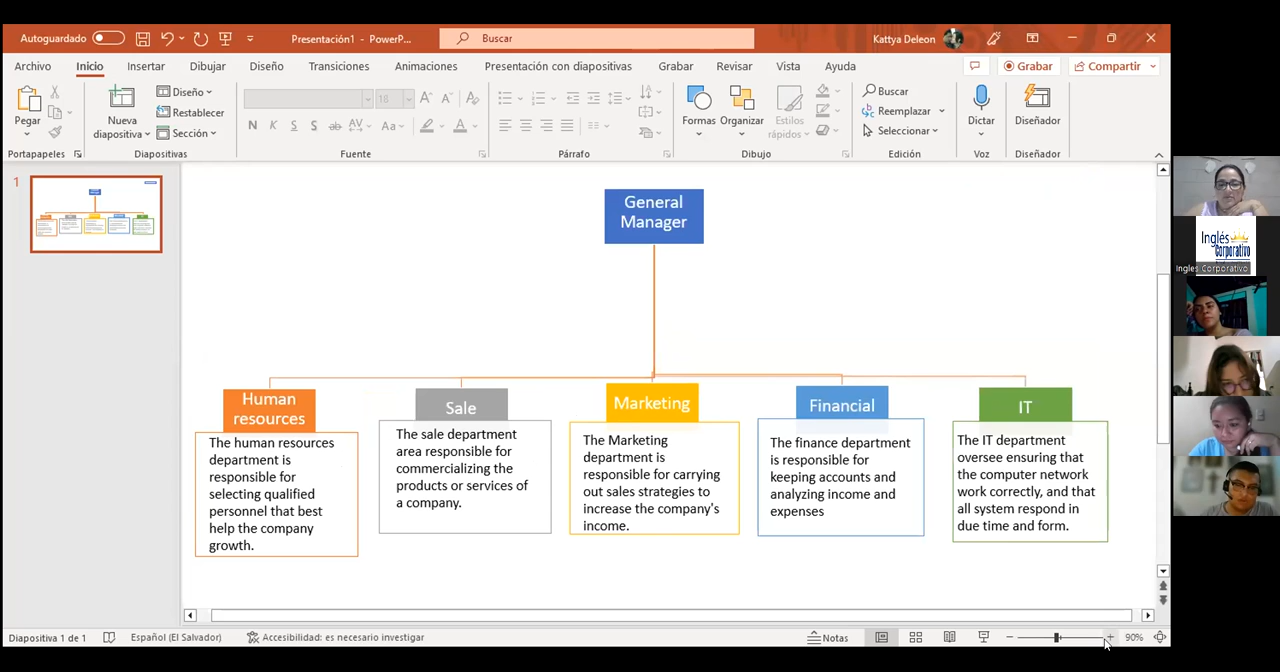 Autoguardado
Presentación1 - PowerP...
Buscar
Kattya Deleon
Archivo
Inicio
Insertar
Dibujar
Diseño
Transiciones
Animaciones
Presentación con diapositivas
Grabar
Revisar
Vista
Ayuda
Grabar
Compartir
Pegar
Portapapeles
Nueva
diapositiva
Diseño
Restablecer
Sección
Diapositivas
18
N K S S ab AV Aa A
Fuente
Párrafo
Formas
Organizar
Estilos
rápidos
Dibujo
Buscar
Reemplazar
Seleccionar
Edición
Dictar
Voz
Diseñador
Diseñador
1
General
Manager
Human
resources
The human resources
department is
responsible for
selecting qualified
personnel that best
help the company
growth.
Sale
The sale department
area responsible for
commercializing the
products or services of
a company.
Marketing
The Marketing
department is
responsible for carrying
out sales strategies to
increase the company's
income.
Financial
The finance department
is responsible for
keeping accounts and
analyzing income and
expenses
IT
The IT department
oversee ensuring that
the computer network
work correctly, and that
all system respond in
due time and form.
Inglés
Corporativo
Ingles Corporativo
Diapositiva 1 de 1
Español (El Salvador)
Accesibilidad: es necesario investigar
Notas
90%